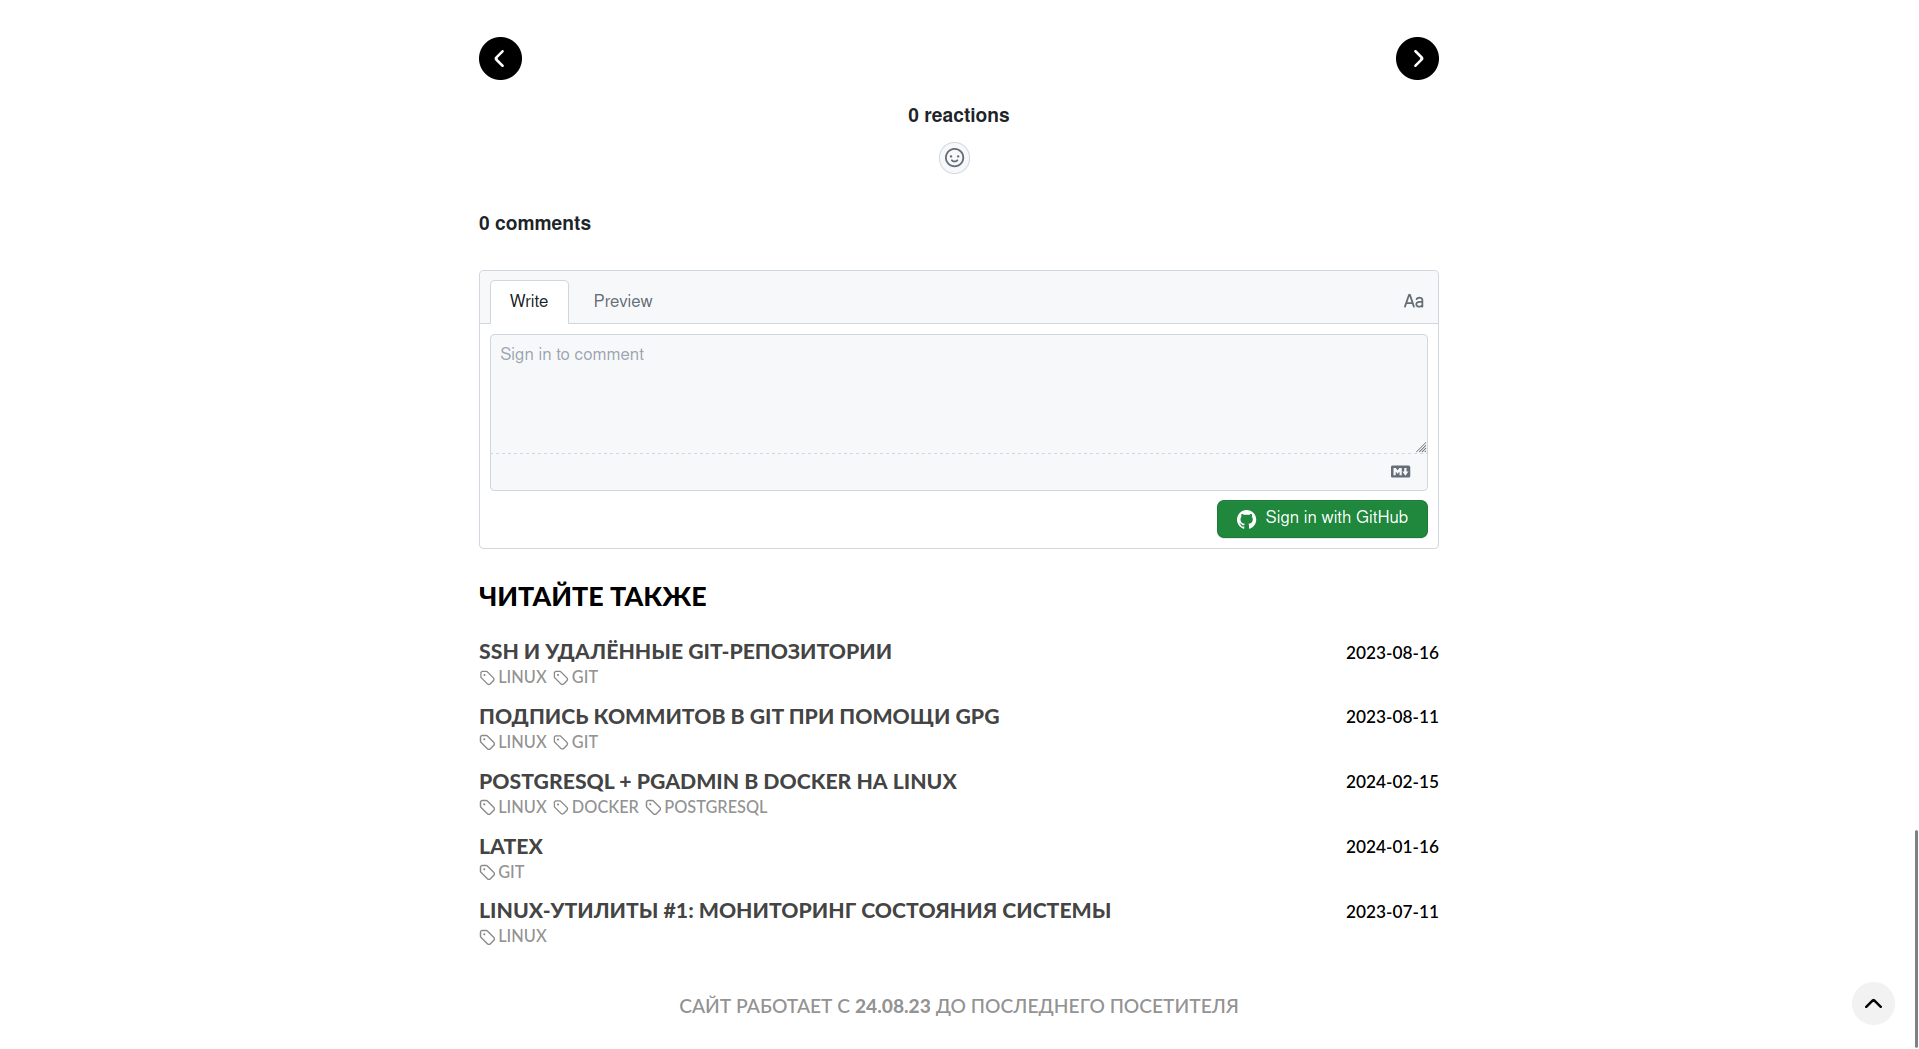 0 reactions
0 comments
Write Preview Aa
Sign in to comment
M
Sign in with GitHub
ЧИТАЙТЕ ТАКЖЕ
SSH И УДАЛЁННЫЕ GIT-РЕПОЗИТОРИИ 2023-08-16
LINUX GIT
ПОДПИСЬ КОММИТОВ В GIT ПРИ ПОМОЩИ GPG 2023-08-11
LINUX GIT
POSTGRESQL + PGADMIN В DOCKER НА LINUX 2024-02-15
LINUX DOCKER POSTGRESQL
LATEX 2024-01-16
GIT
LINUX-УТИЛИТЫ #1: МОНИТОРИНГ СОСТОЯНИЯ СИСТЕМЫ 2023-07-11
LINUX
САЙТ РАБОТАЕТ С 24.08.23 ДО ПОСЛЕДНЕГО ПОСЕТИТЕЛЯ